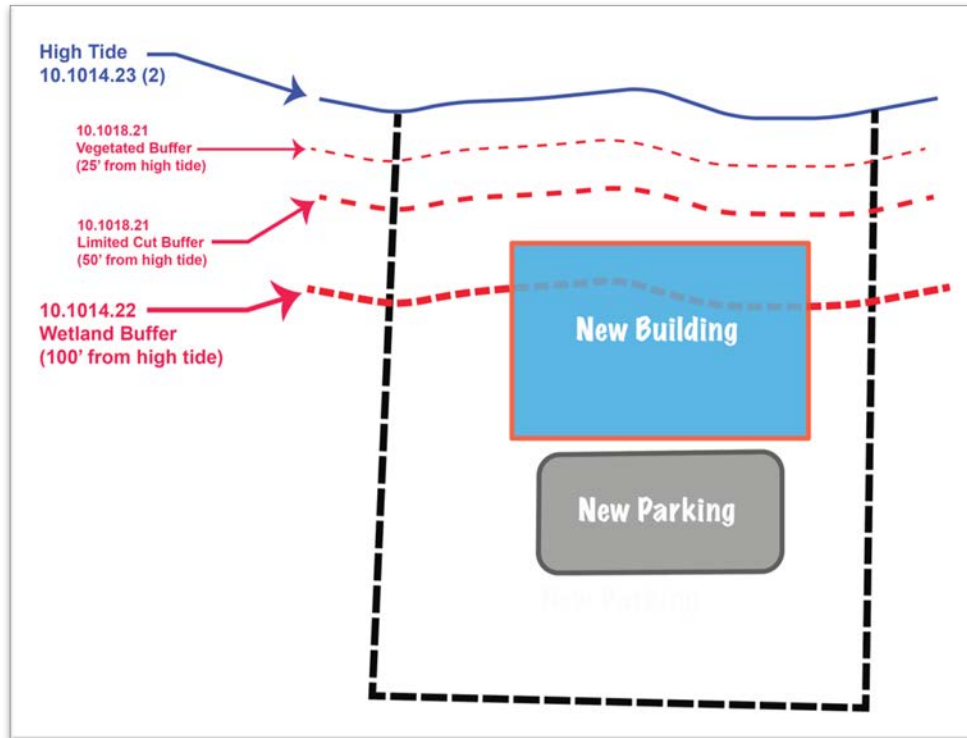 High Tide
10.1014.23 (2)
10.1018.21
Vegetated Buffer
(25' from high tide)
10.1018.21
Limited Cut Buffer
(50' from high tide)
10.1014.22
Wetland Buffer
(100' from high tide)
New Building
New Parking
New Parking